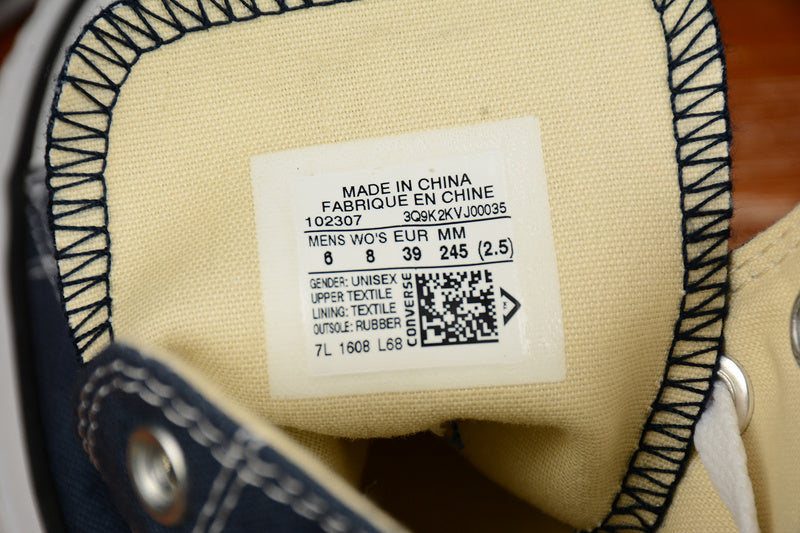 MADE IN CHINA
FABRIQUE EN CHINE
102307 3Q9K2KVJ00035
MENS WO'S EUR MM
6 8 39 245 (2.5)
GENDER: UNISEX
UPPER TEXTILE
LINING: TEXTILE
OUTSOLE: RUBBER
CONVERSE
7L 1608 L68